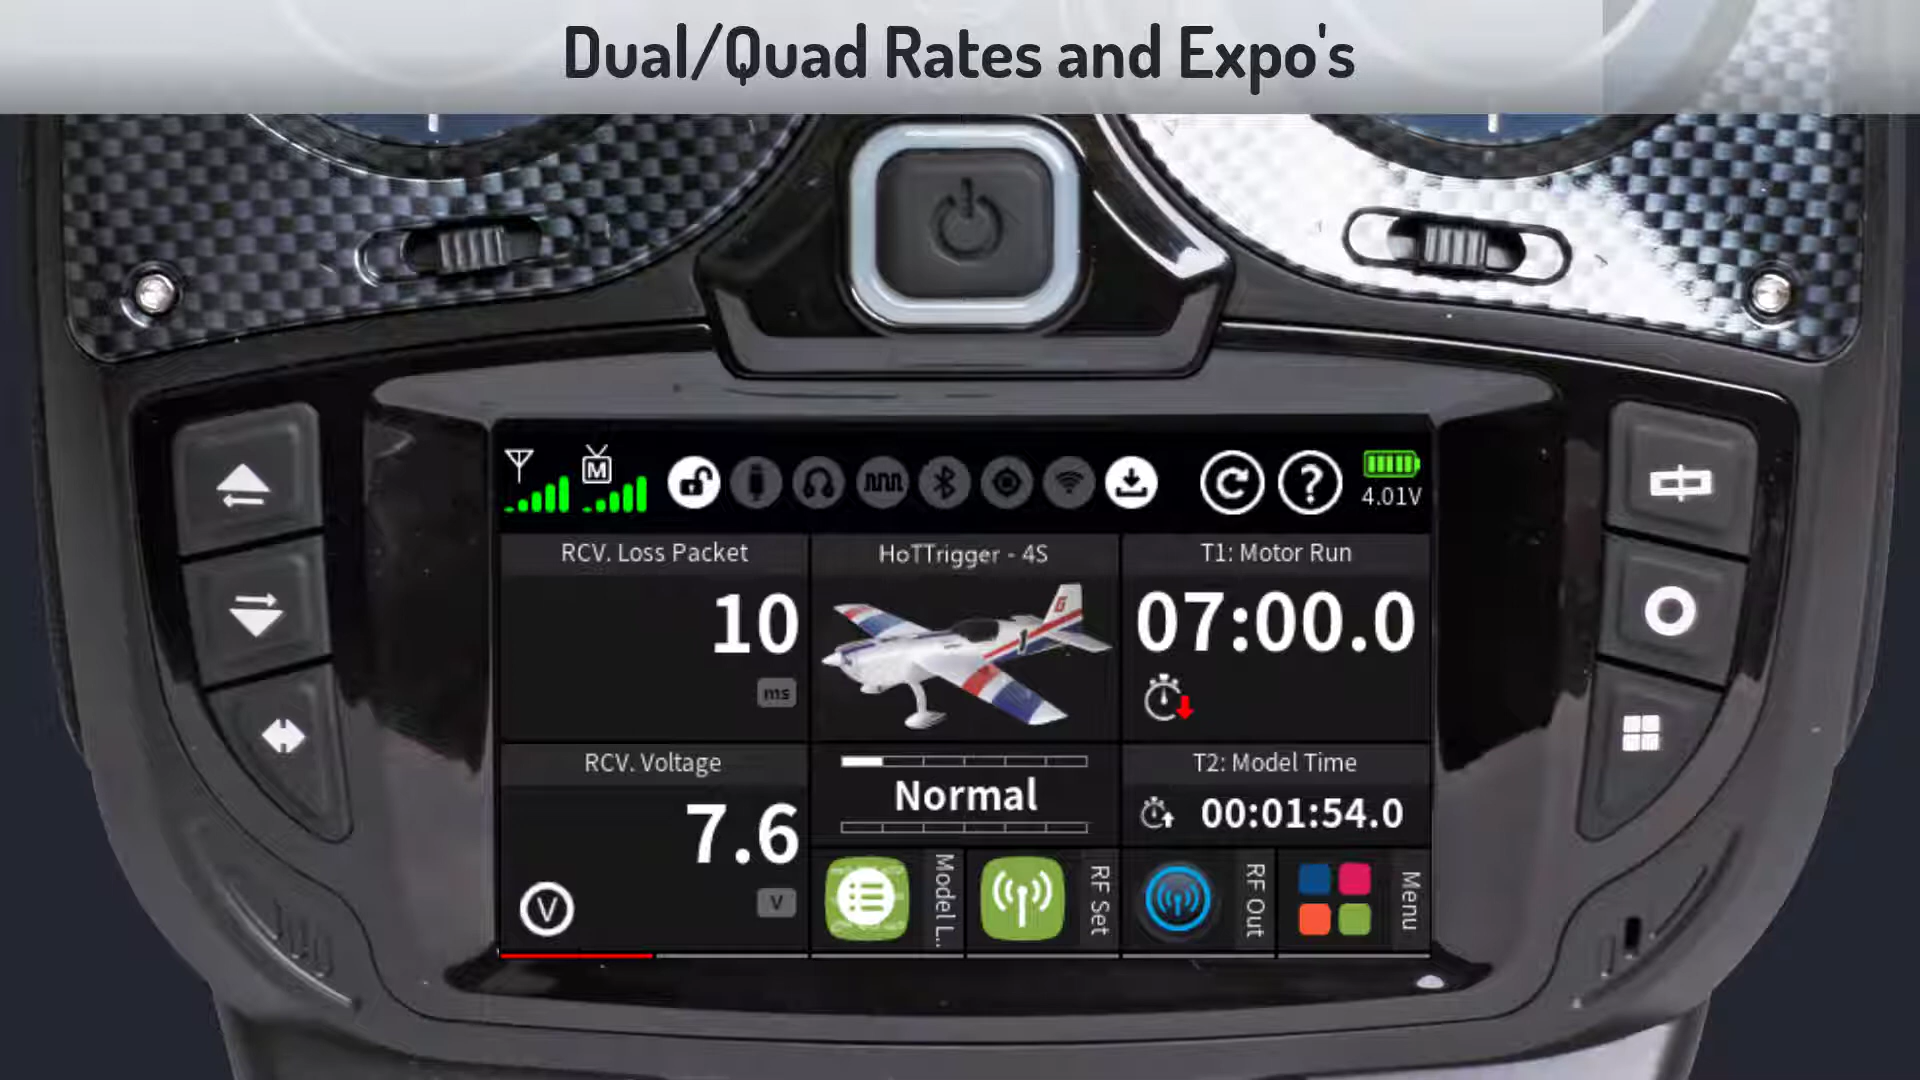 Dual/Quad Rates and Expo's
M
4.01V
RCV. Loss Packet
10
ms
HoTTrigger - 4S
T1: Motor Run
07:00.0
RCV. Voltage
7.6
V
V
Normal
T2: Model Time
00:01:54.0
Model L..
RF Set
RF Out
Menu